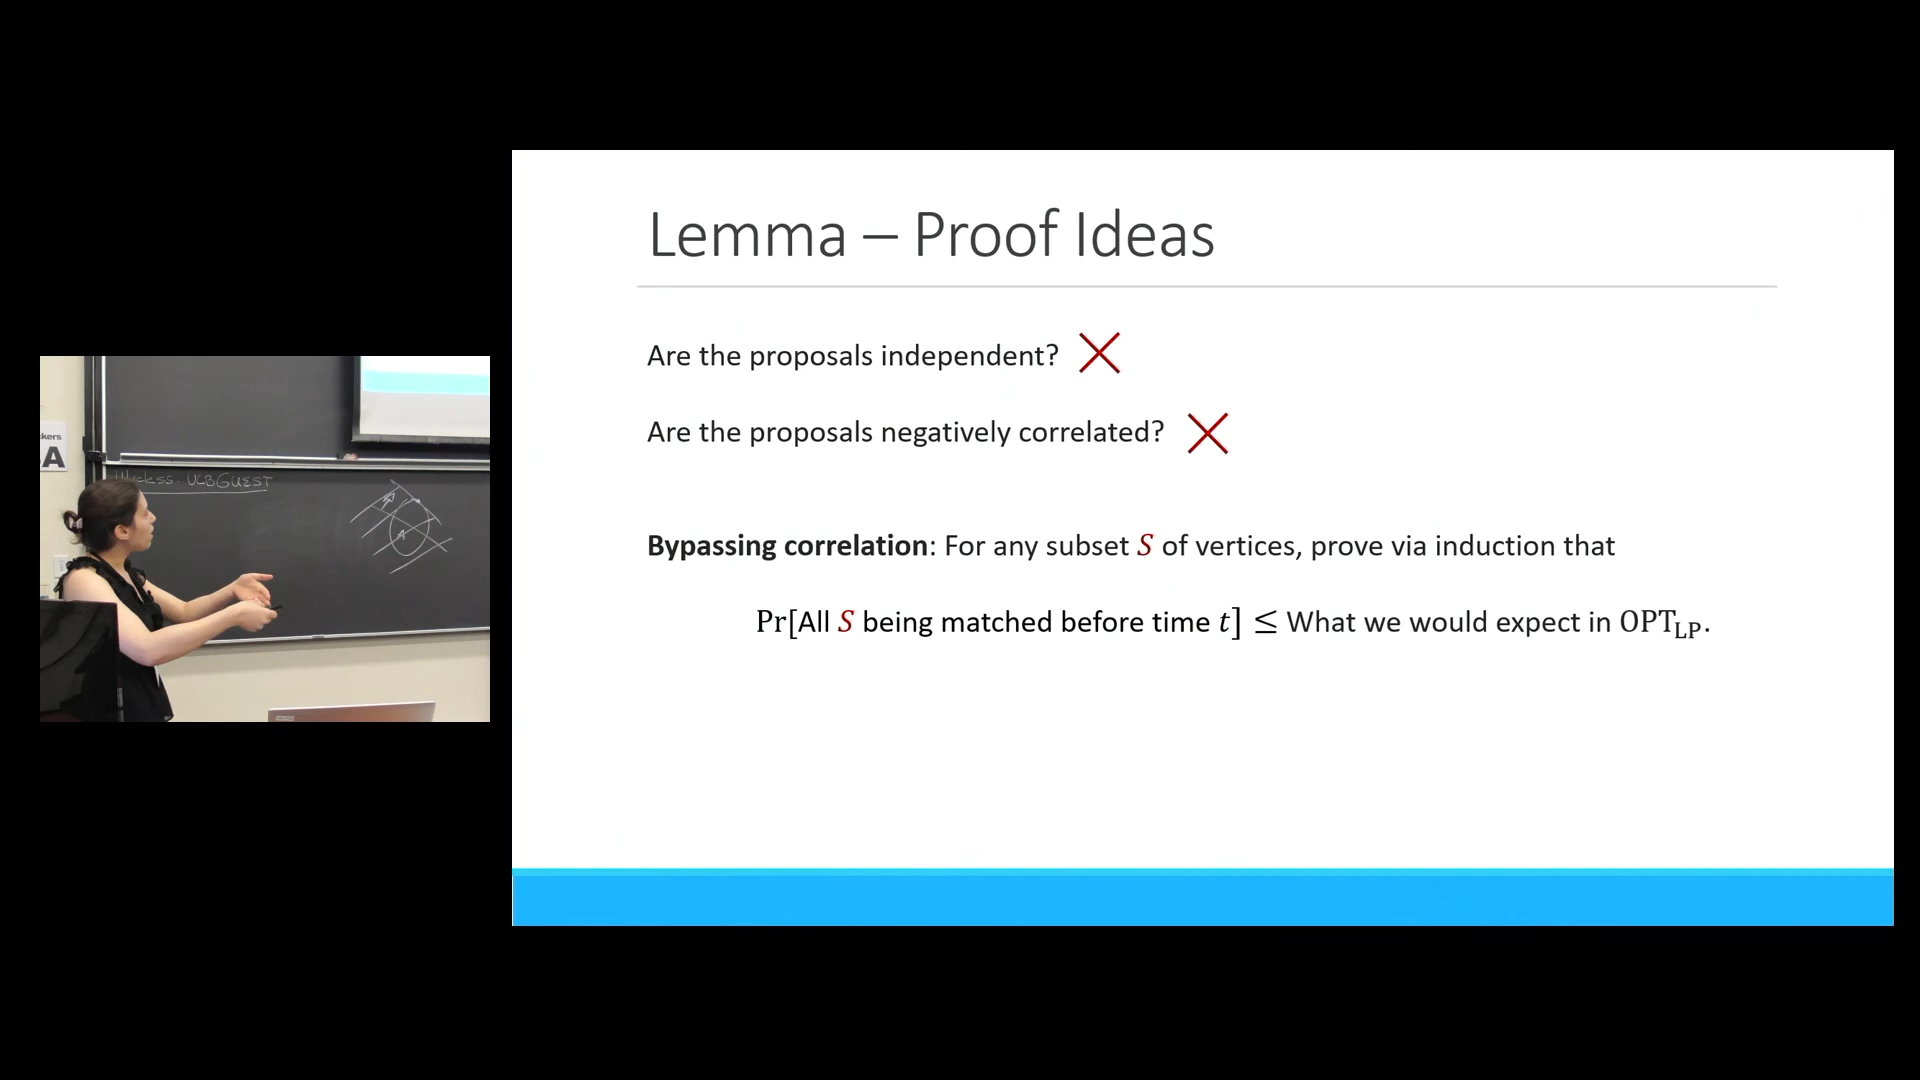 Lemma – Proof Ideas
Are the proposals independent?
Are the proposals negatively correlated?
Bypassing correlation: For any subset S of vertices, prove via induction that
Pr[All S being matched before time t] ≤ What we would expect in OPT_LP.
kers
A
UCBGUEST